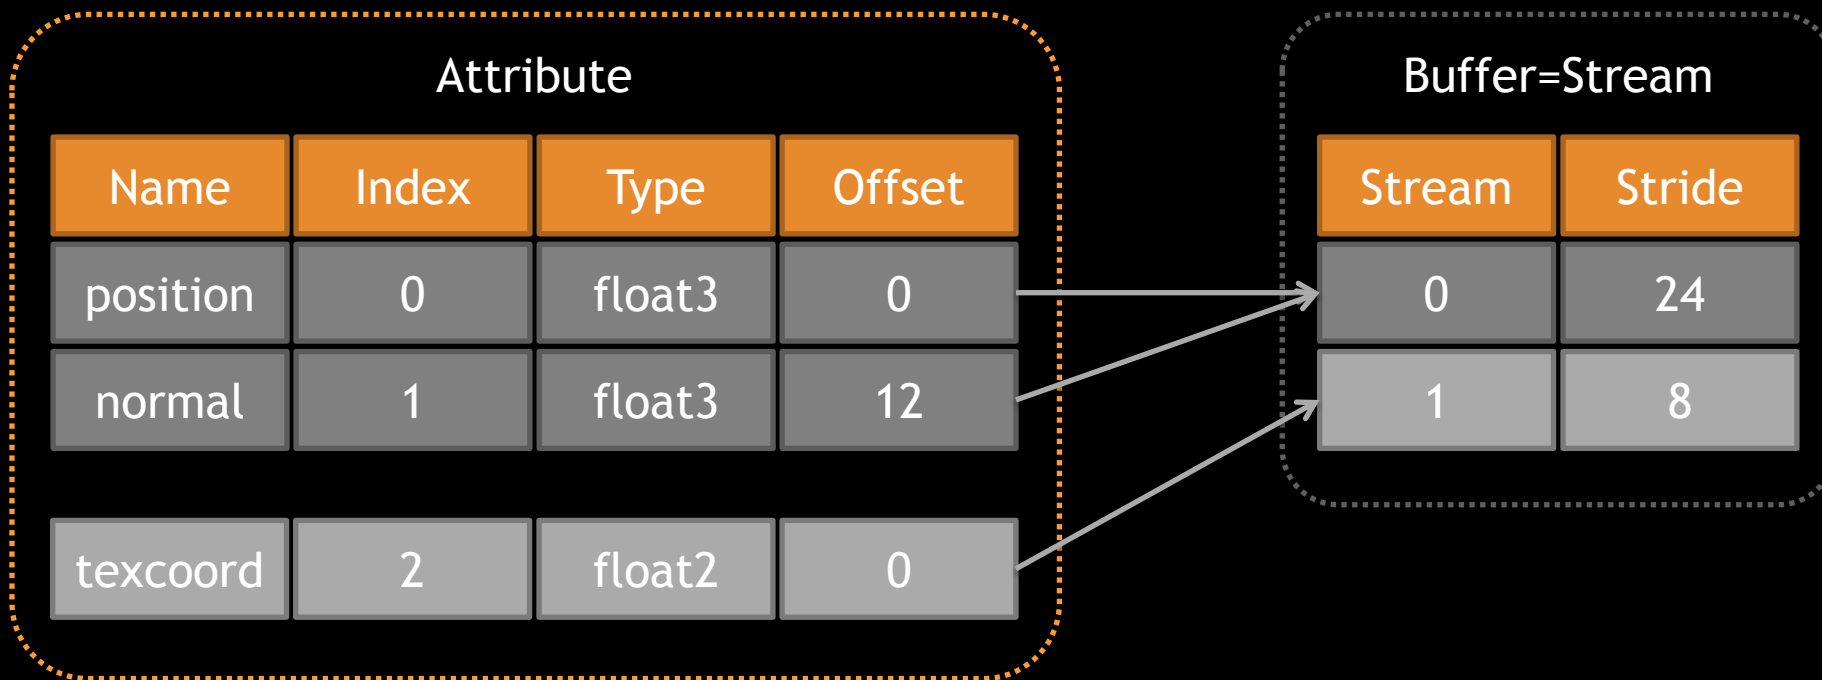 Attribute
Name Index Type Offset
position 0 float3 0
normal 1 float3 12
texcoord 2 float2 0
Buffer=Stream
Stream Stride
0 24
1 8